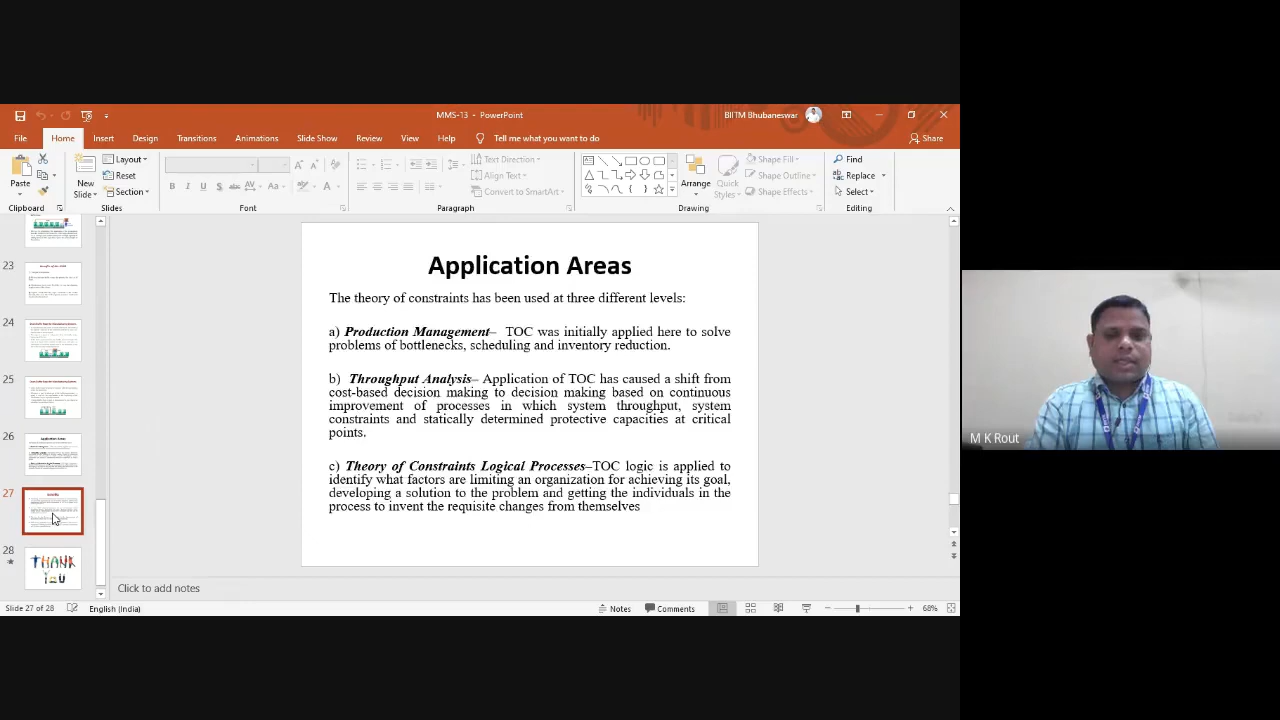 MMS-13 - PowerPoint
BIITM Bhubaneswar
File Home Insert Design Transitions Animations Slide Show Review View Help Tell me what you want to do Share
Paste
Clipboard
New
Slide
Layout
Reset
Section
Slides
B I U S abc AV Aa A
Font
Text Direction
Align Text
Convert to SmartArt
Paragraph
Arrange
Quick
Styles
Shape Fill
Shape Outline
Shape Effects
Drawing
Find
Replace
Select
Editing
23
24
25
26
Application Areas
27
28
THANK
YOU
Application Areas
The theory of constraints has been used at three different levels:
a) Production Management – TOC was initially applied here to solve
problems of bottlenecks, scheduling and inventory reduction.
b) Throughput Analysis– Application of TOC has caused a shift from
cost-based decision making to decision making based on continuous
improvement of processes in which system throughput, system
constraints and statically determined protective capacities at critical
points.
c) Theory of Constraints Logical Processes–TOC logic is applied to
identify what factors are limiting an organization for achieving its goal,
developing a solution to the problem and getting the individuals in the
process to invent the requisite changes from themselves
Click to add notes
Slide 27 of 28 English (India) Notes Comments 68%
M K Rout